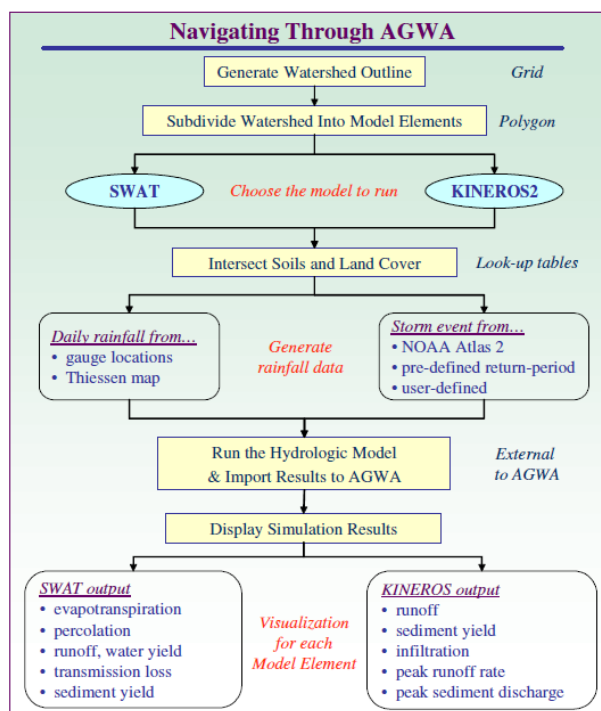 Navigating Through AGWA
Generate Watershed Outline
Grid
Subdivide Watershed Into Model Elements
Polygon
SWAT
Choose the model to run
KINEROS2
Intersect Soils and Land Cover
Look-up tables
Daily rainfall from…
• gauge locations
• Thiessen map
Generate
rainfall data
Storm event from…
• NOAA Atlas 2
• pre-defined return-period
• user-defined
Run the Hydrologic Model
& Import Results to AGWA
External
to AGWA
Display Simulation Results
SWAT output
• evapotranspiration
• percolation
• runoff, water yield
• transmission loss
• sediment yield
Visualization
for each
Model Element
KINEROS output
• runoff
• sediment yield
• infiltration
• peak runoff rate
• peak sediment discharge